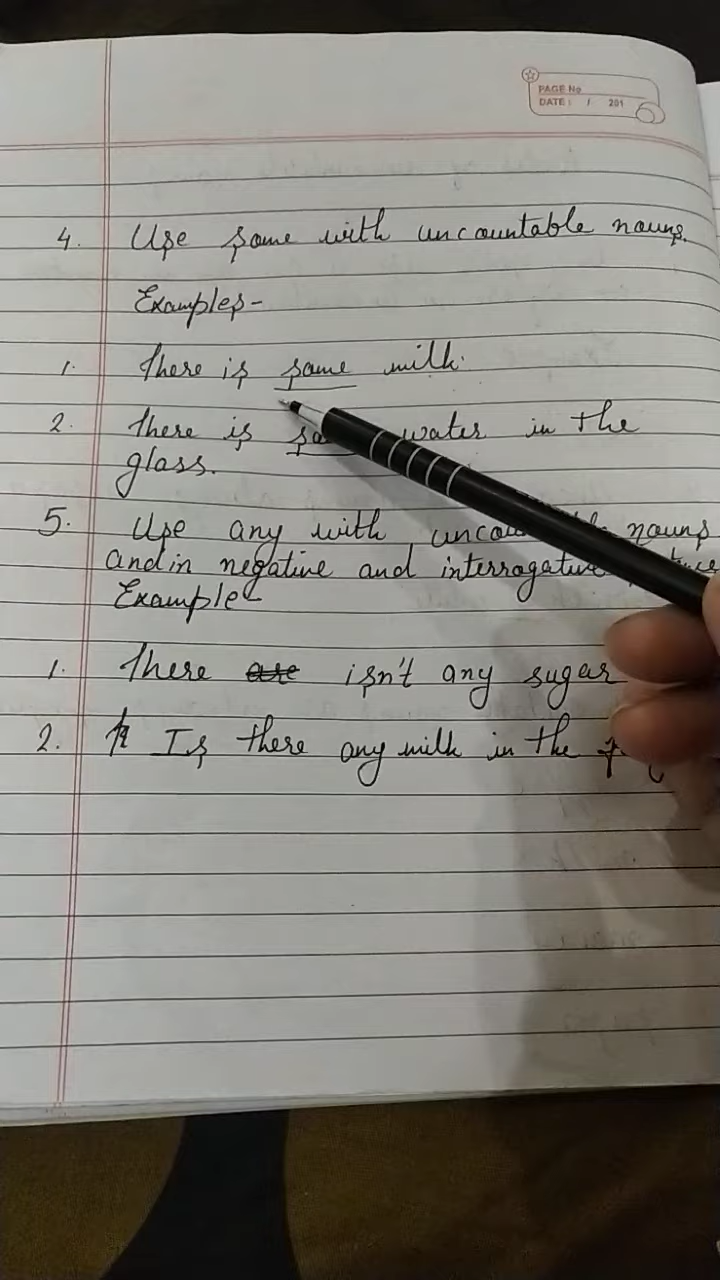 PAGE No
DATE : / 201
4. Use some with uncountable nouns.
Examples-
1. There is some milk.
2. There is water in the
glass.
5. Use any with nouns
and in negative and interrogative
Example-
1. There are isn't any sugar
2. Is there any milk in the